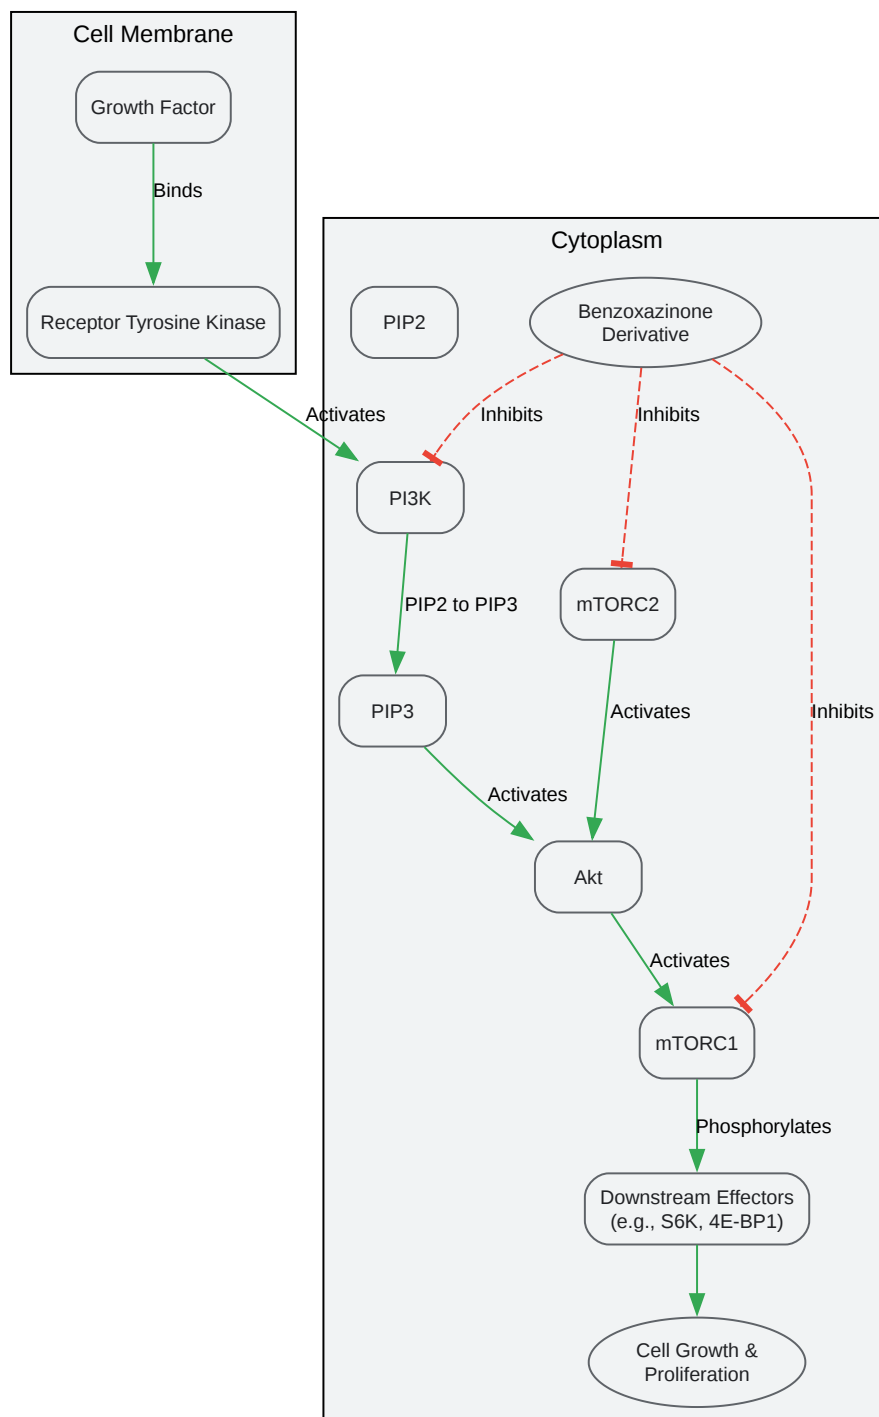 Cell Membrane
Growth Factor
Binds
Receptor Tyrosine Kinase
Cytoplasm
PIP2
Benzoxazinone
Derivative
Activates
Inhibits
Inhibits
PI3K
PIP2 to PIP3
mTORC2
PIP3
Activates
Inhibits
Activates
Akt
Activates
mTORC1
Phosphorylates
Downstream Effectors
(e.g., S6K, 4E-BP1)
Cell Growth &
Proliferation